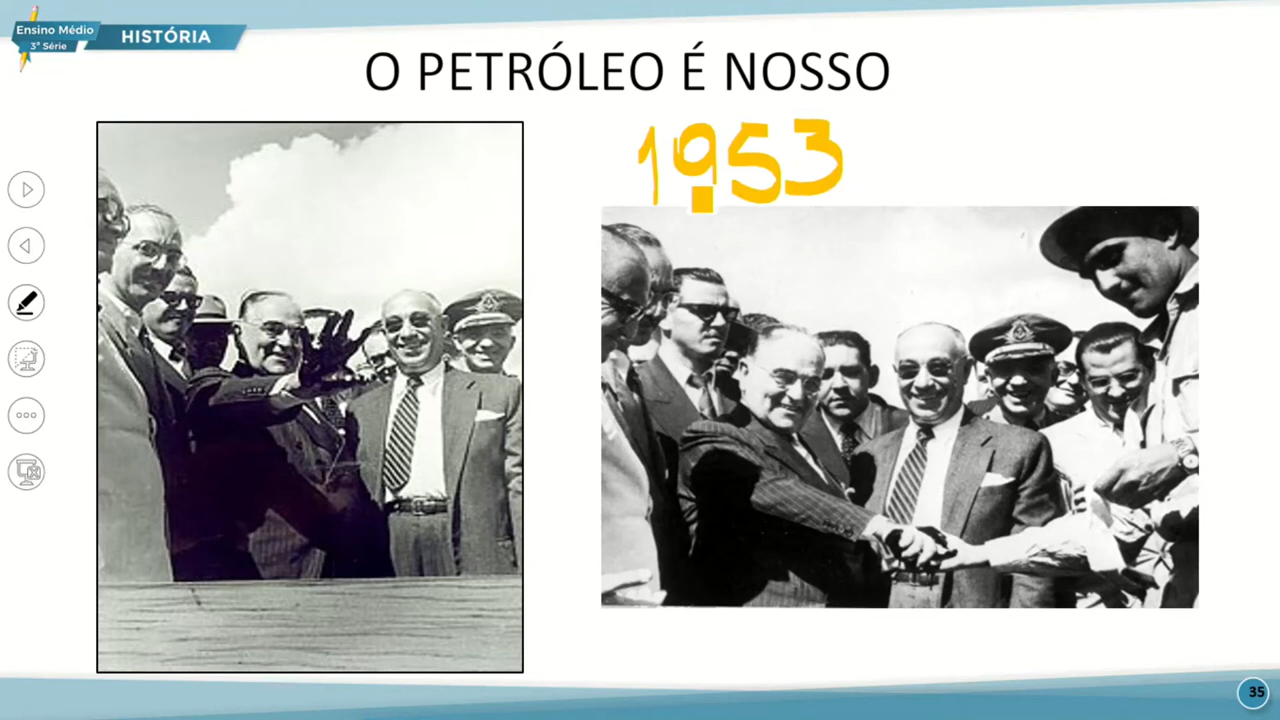 Ensino Médio
3ª Série
HISTÓRIA
O PETRÓLEO É NOSSO
1953
35